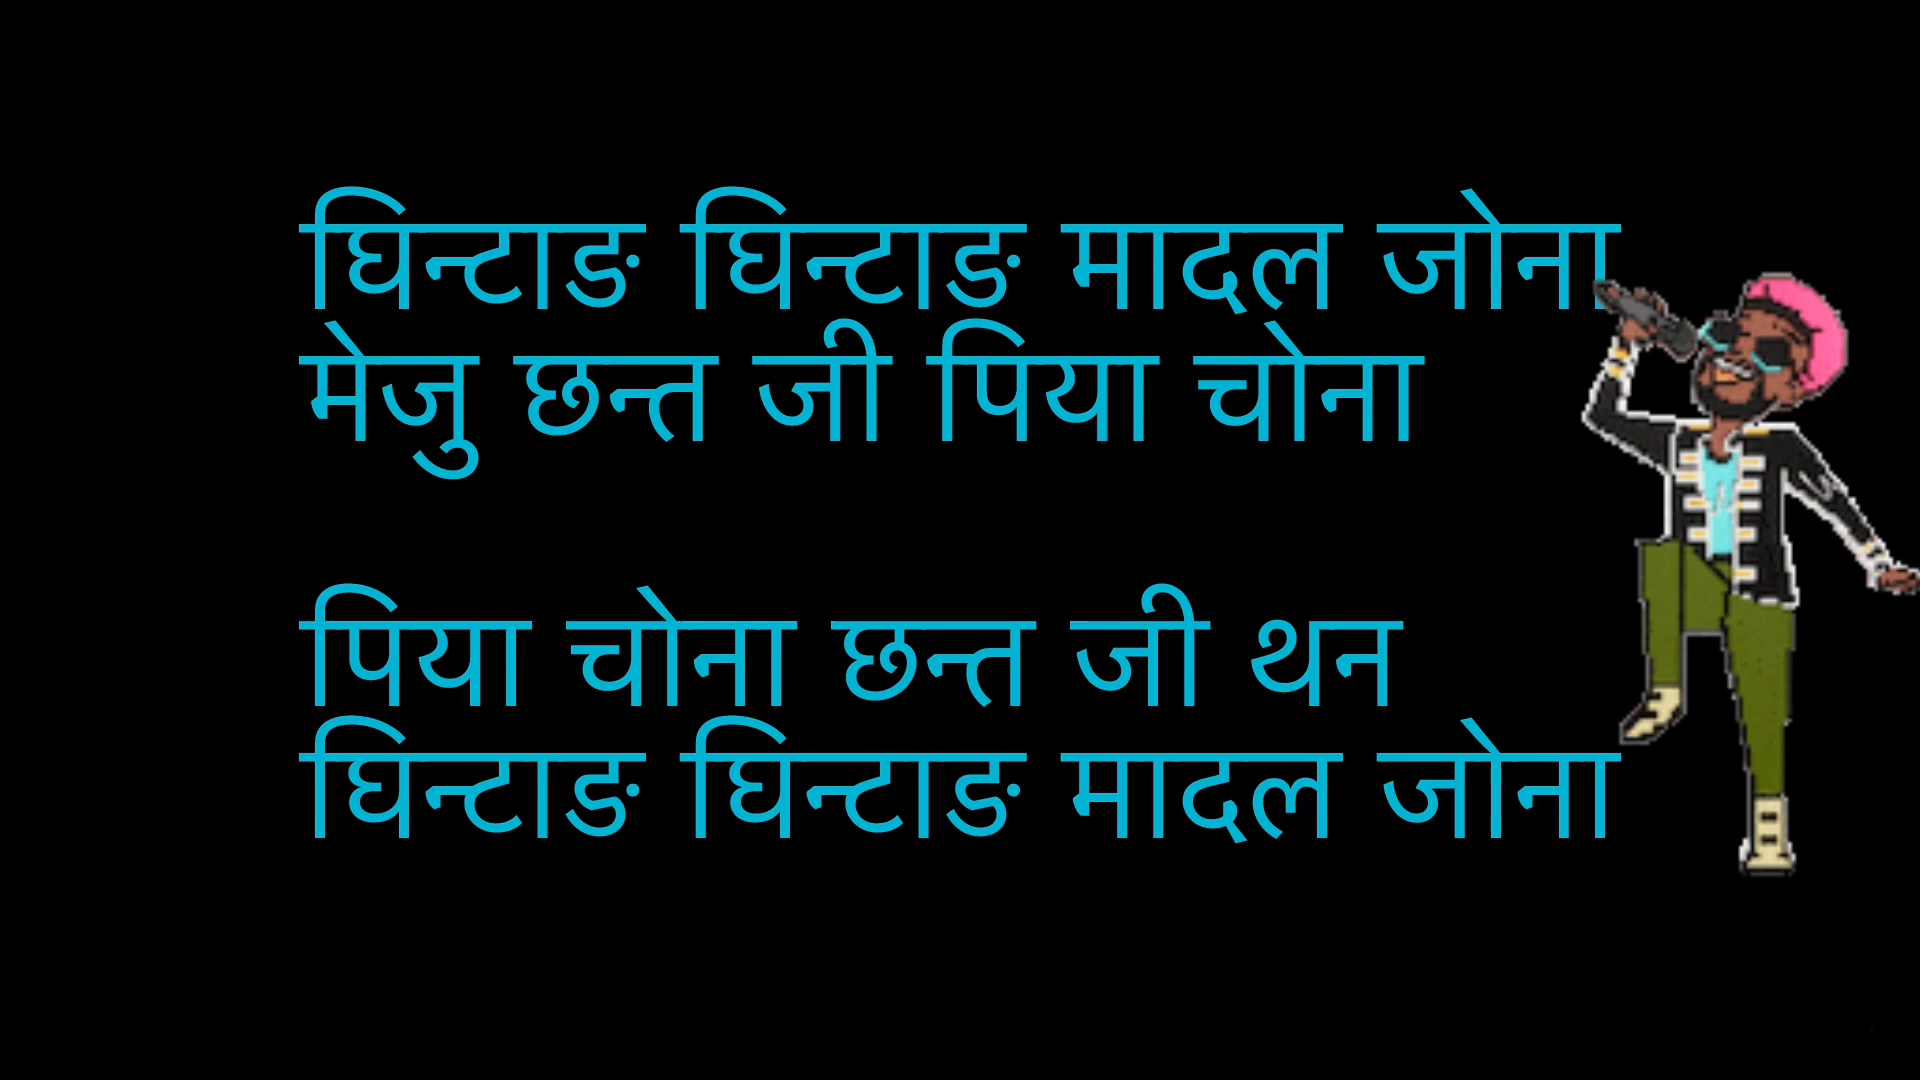 घिन्टाङ घिन्टाङ मादल जोना
मेजु छन्त जी पिया चोना
पिया चोना छन्त जी थन
घिन्टाङ घिन्टाङ मादल जोना